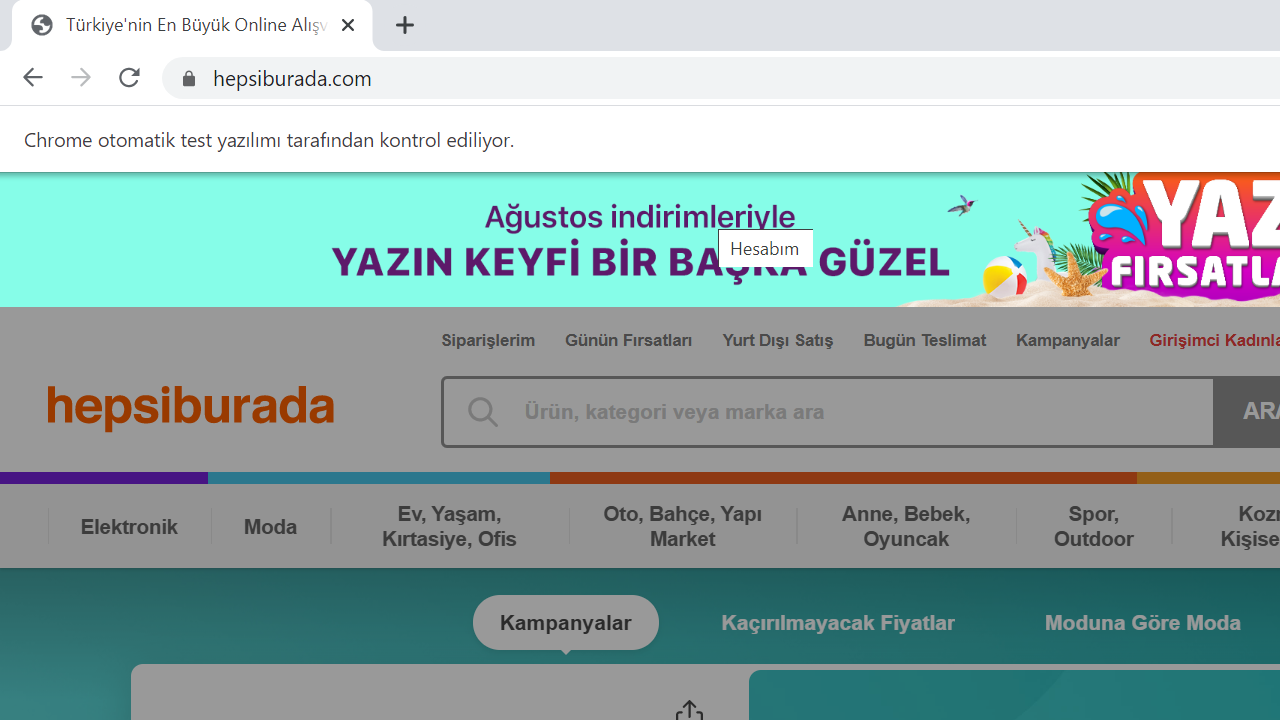 Türkiye'nin En Büyük Online Alışv
hepsiburada.com
Chrome otomatik test yazılımı tarafından kontrol ediliyor.
Ağustos indirimleriyle
YAZIN KEYFİ BİR BAŞKA GÜZEL
Hesabım
YAZ
FIRSATLA
Siparişlerim Günün Fırsatları Yurt Dışı Satış Bugün Teslimat Kampanyalar Girişimci Kadınla
hepsiburada
Ürün, kategori veya marka ara
ARA
Elektronik
Moda
Ev, Yaşam,
Kırtasiye, Ofis
Oto, Bahçe, Yapı
Market
Anne, Bebek,
Oyuncak
Spor,
Outdoor
Kozm
Kişise
Kampanyalar Kaçırılmayacak Fiyatlar Moduna Göre Moda